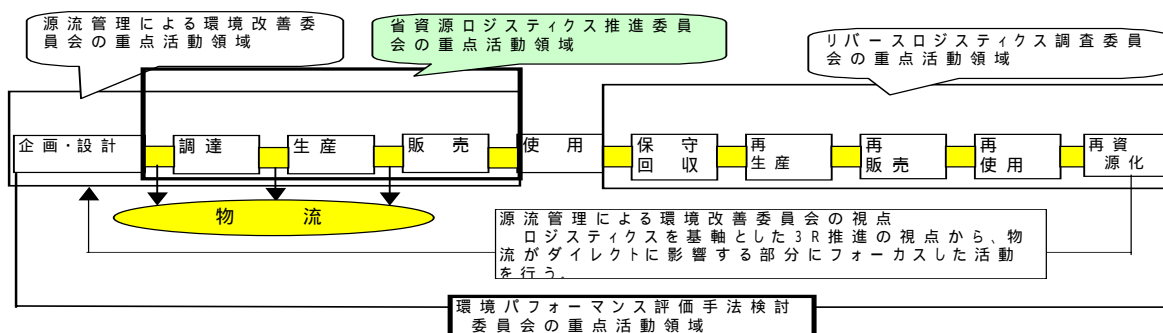 源流管理による環境改善委
員会の重点活動領域
省資源ロジスティクス推進委員
会の重点活動領域
リバースロジスティクス調査委員
会の重点活動領域
企画・設計
調達
生産
販売
使用
保守
回収
再
生産
再
販売
再
使用
再資
源化
物流
源流管理による環境改善委員会の視点
ロジスティクスを基軸とした3R推進の視点から、物
流がダイレクトに影響する部分にフォーカスした活動
を行う。
環境パフォーマンス評価手法検討
委員会の重点活動領域